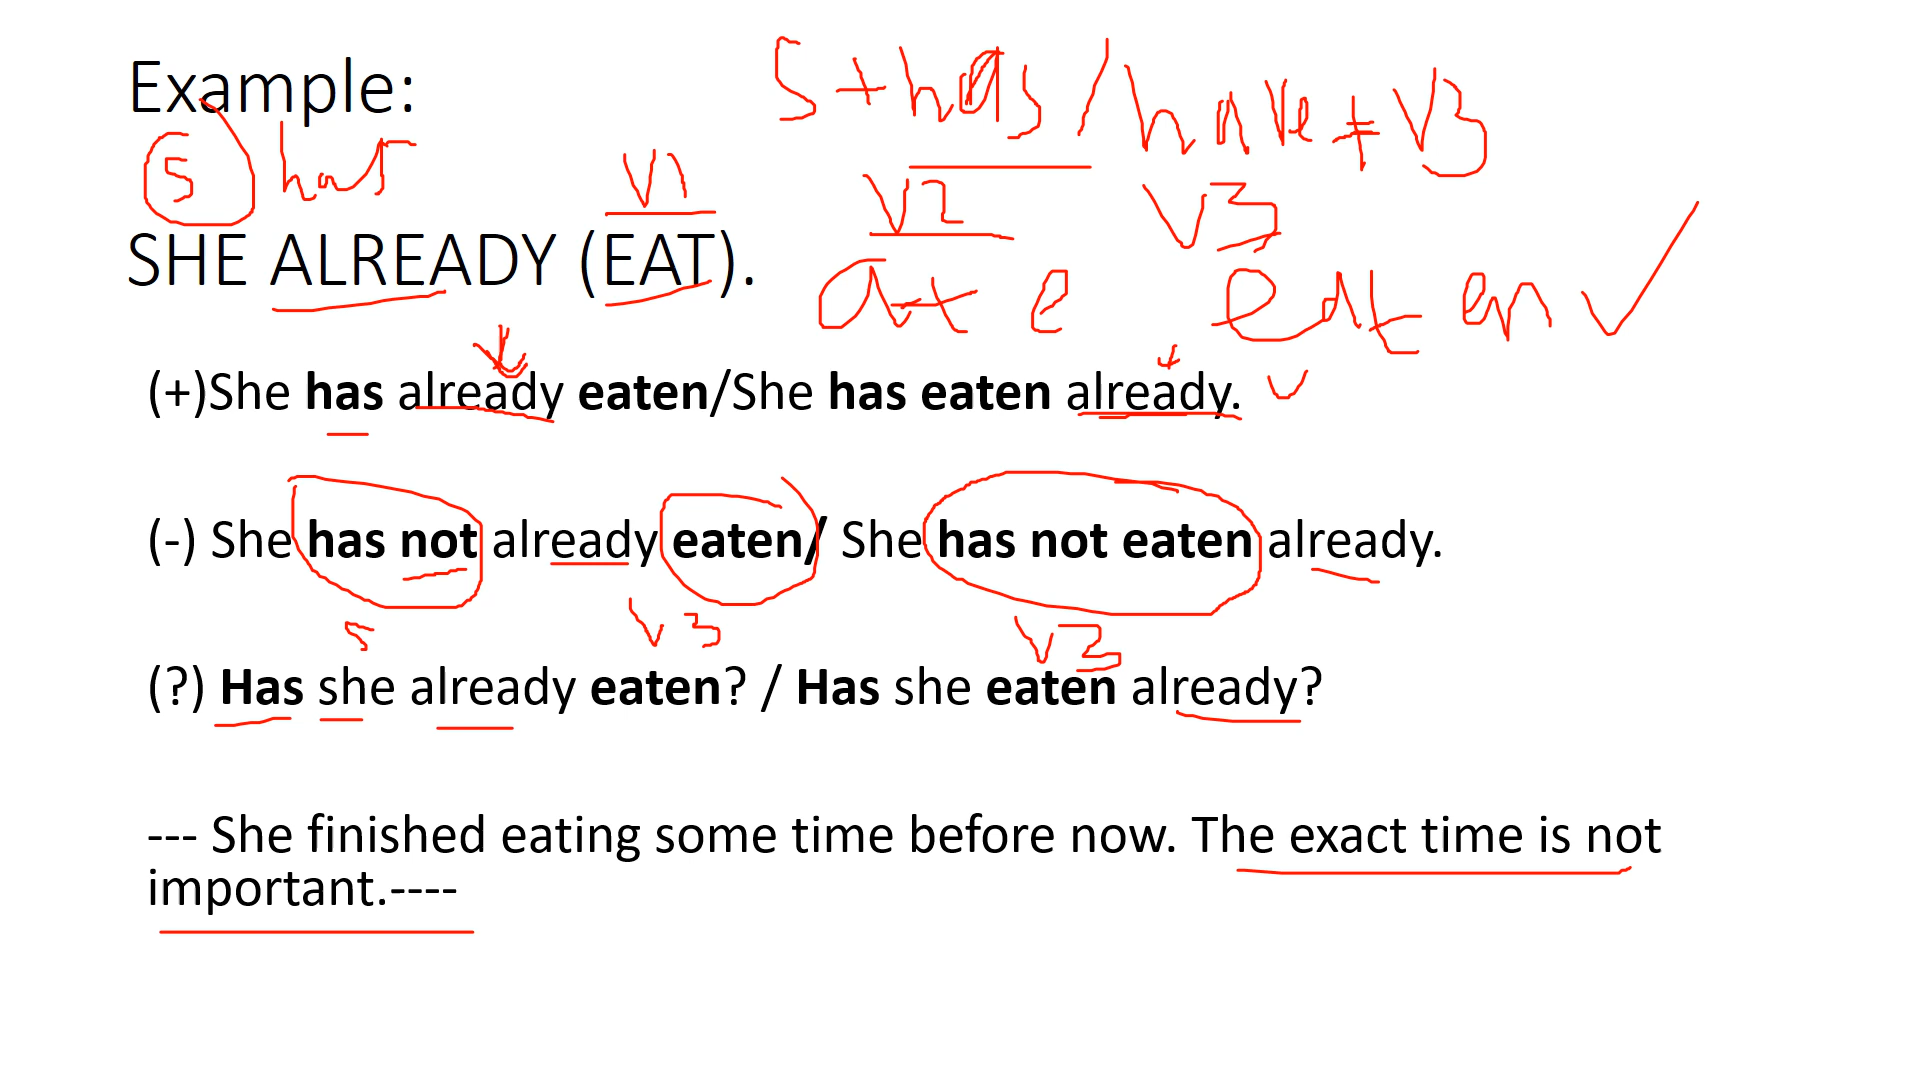 Example:
S + has / have + V3
S has V1 V2 V3
SHE ALREADY (EAT). ate eaten
(+)She has already eaten/She has eaten already.
(-) She has not already eaten/ She has not eaten already.
S V3 V3
(?) Has she already eaten? / Has she eaten already?
--- She finished eating some time before now. The exact time is not
important.----